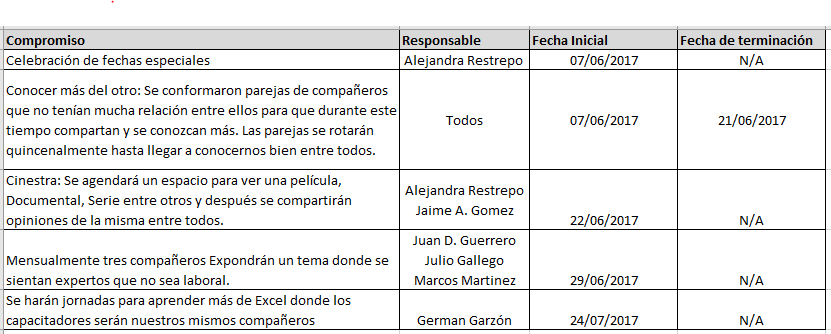 Compromiso Responsable Fecha Inicial Fecha de terminación
Celebración de fechas especiales Alejandra Restrepo 07/06/2017 N/A
Conocer más del otro: Se conformaron parejas de compañeros
que no tenían mucha relación entre ellos para que durante este
tiempo compartan y se conozcan más. Las parejas se rotarán
quincenalmente hasta llegar a conocernos bien entre todos.
Todos 07/06/2017 21/06/2017
Cinestra: Se agendará un espacio para ver una película,
Documental, Serie entre otros y después se compartirán
opiniones de la misma entre todos.
Alejandra Restrepo
Jaime A. Gomez
22/06/2017 N/A
Mensualmente tres compañeros Expondrán un tema donde se
sientan expertos que no sea laboral.
Juan D. Guerrero
Julio Gallego
Marcos Martinez
29/06/2017 N/A
Se harán jornadas para aprender más de Excel donde los
capacitadores serán nuestros mismos compañeros
German Garzón 24/07/2017 N/A